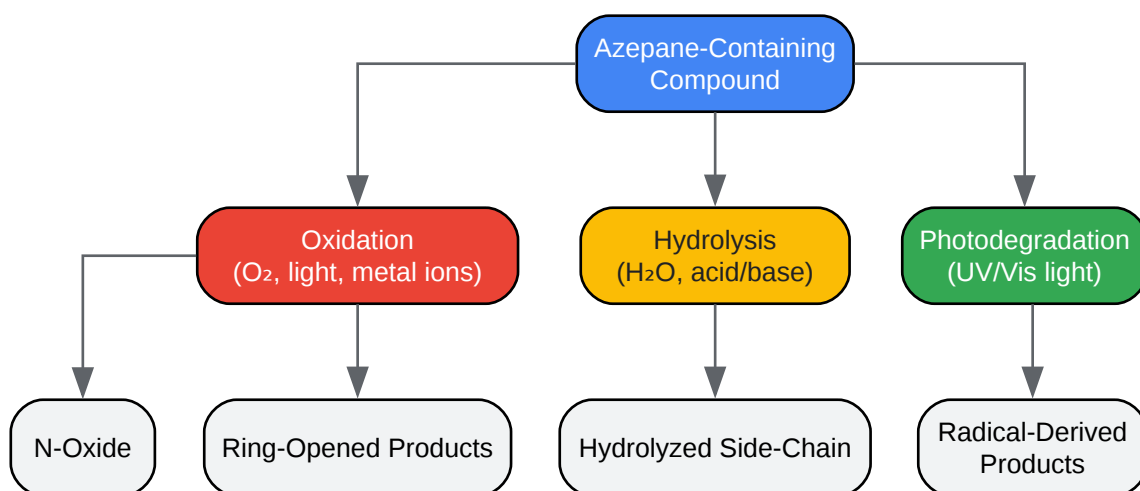 Azepane-Containing
Compound
Oxidation
(O₂, light, metal ions)
Hydrolysis
(H₂O, acid/base)
Photodegradation
(UV/Vis light)
N-Oxide
Ring-Opened Products
Hydrolyzed Side-Chain
Radical-Derived
Products